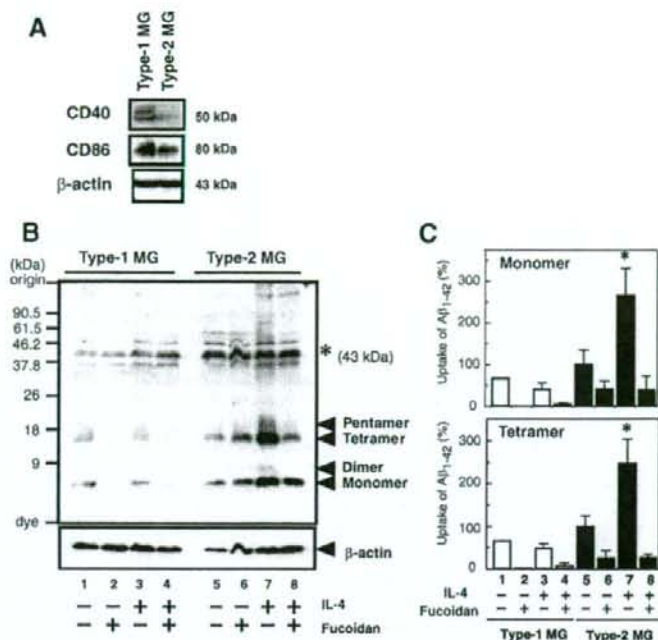 A
Type-1 MG
Type-2 MG
CD40
50 kDa
CD86
80 kDa
β-actin
43 kDa
B
(kDa)
Type-1 MG
Type-2 MG
origin
90.5
61.5
46.2
37.8
26
18
9
dye
* (43 kDa)
Pentamer
Tetramer
Dimer
Monomer
β-actin
1 2 3 4 5 6 7 8
− − + + − − + + IL-4
− + − + − + − + Fucoidan
C
Monomer
*
Uptake of Aβ1-42 (%)
300
200
100
0
Tetramer
*
Uptake of Aβ1-42 (%)
300
200
100
0
1 2 3 4 5 6 7 8
IL-4 − − + + − − + +
Fucoidan − + − + − + − +
Type-1 MG
Type-2 MG